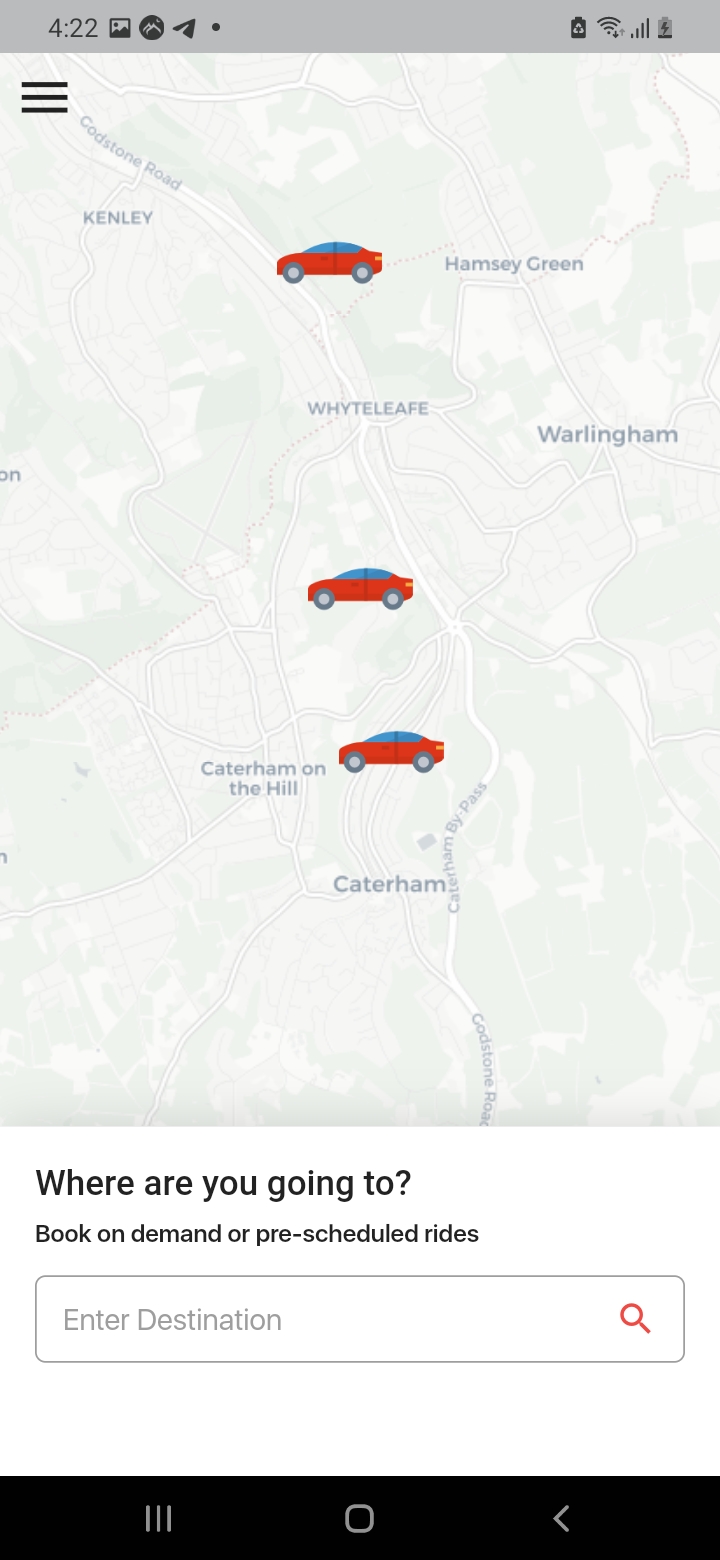 4:22
Godstone Road
KENLEY
Hamsey Green
WHYTELEAFE
Warlingham
on
Caterham on
the Hill
Caterham By-Pass
n
Caterham
Godstone Road
Where are you going to?
Book on demand or pre-scheduled rides
Enter Destination